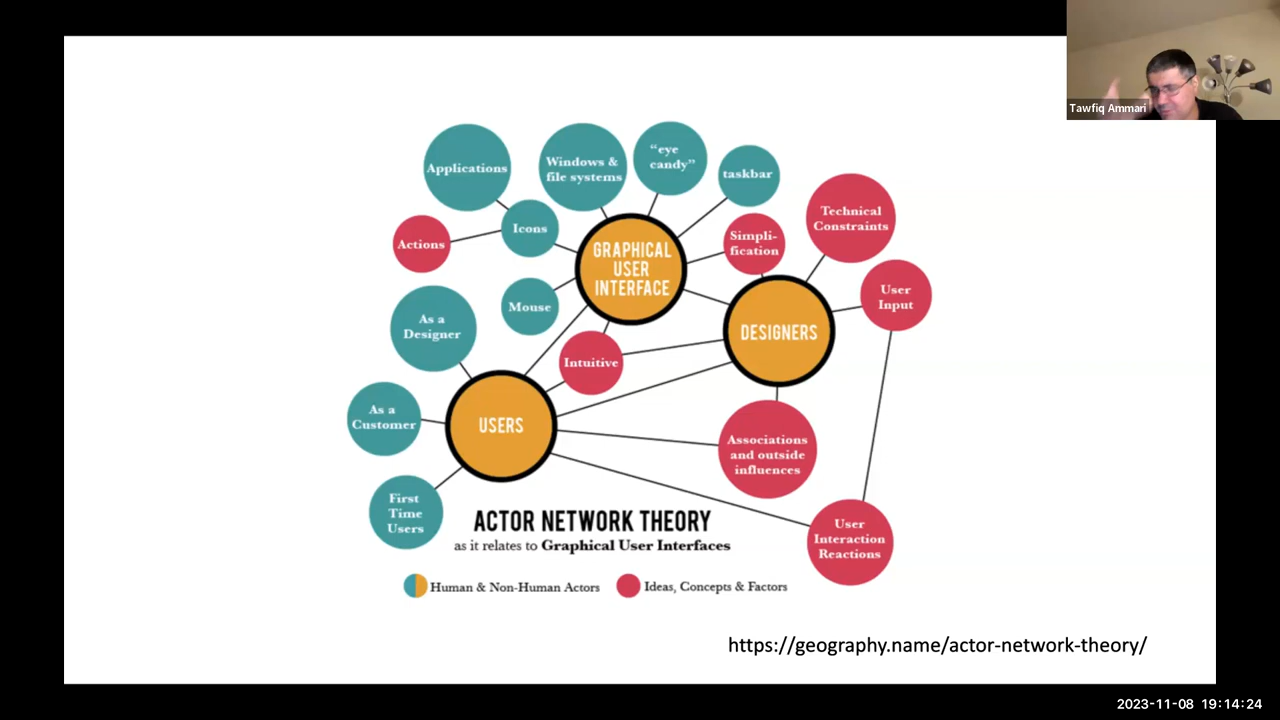 Tawfiq Ammari
Applications
Windows &
file systems
“eye
candy”
taskbar
Technical
Constraints
Actions
Icons
GRAPHICAL
USER
INTERFACE
Simpli-
fication
User
Input
As a
Designer
Mouse
Intuitive
DESIGNERS
As a
Customer
USERS
Associations
and outside
influences
First
Time
Users
User
Interaction
Reactions
ACTOR NETWORK THEORY
as it relates to Graphical User Interfaces
Human & Non-Human Actors
Ideas, Concepts & Factors
https://geography.name/actor-network-theory/
2023-11-08 19:14:24